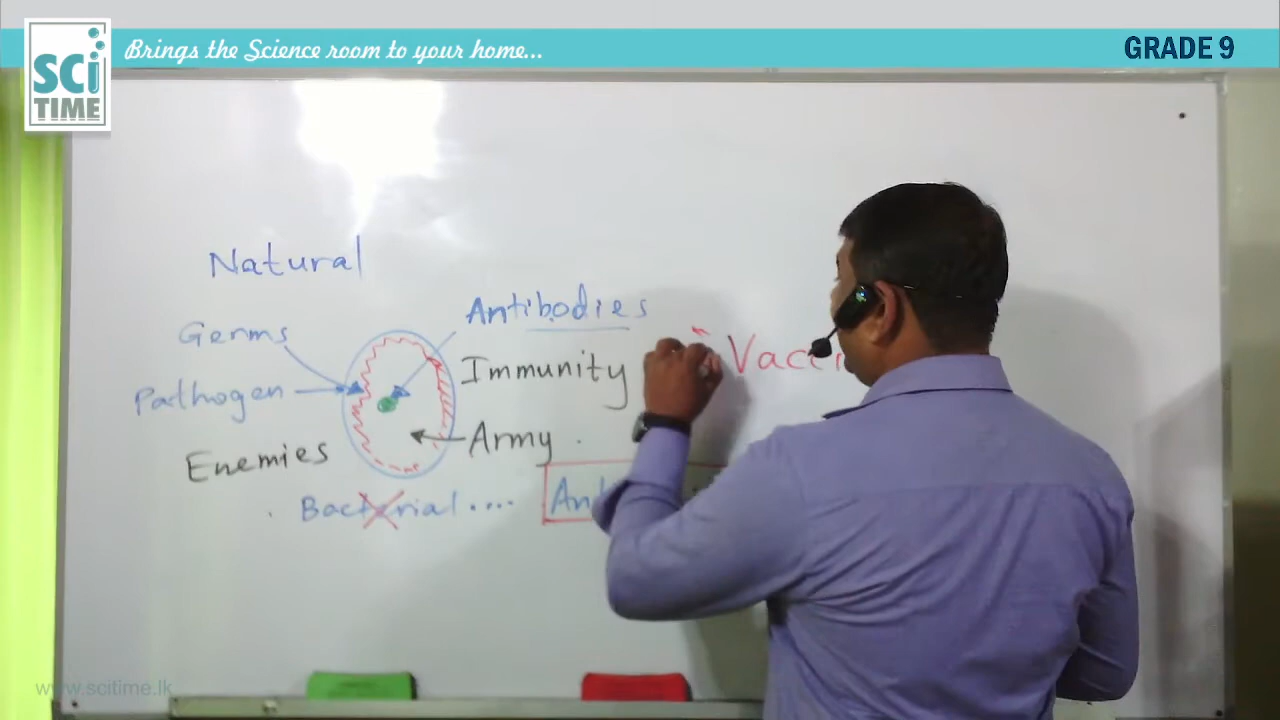 SCi
TIME
Brings the Science room to your home...
GRADE 9
Natural
Antibodies
Germs
Immunity
Pathogen
Army
Enemies
Bacterial ....
www.scitime.lk